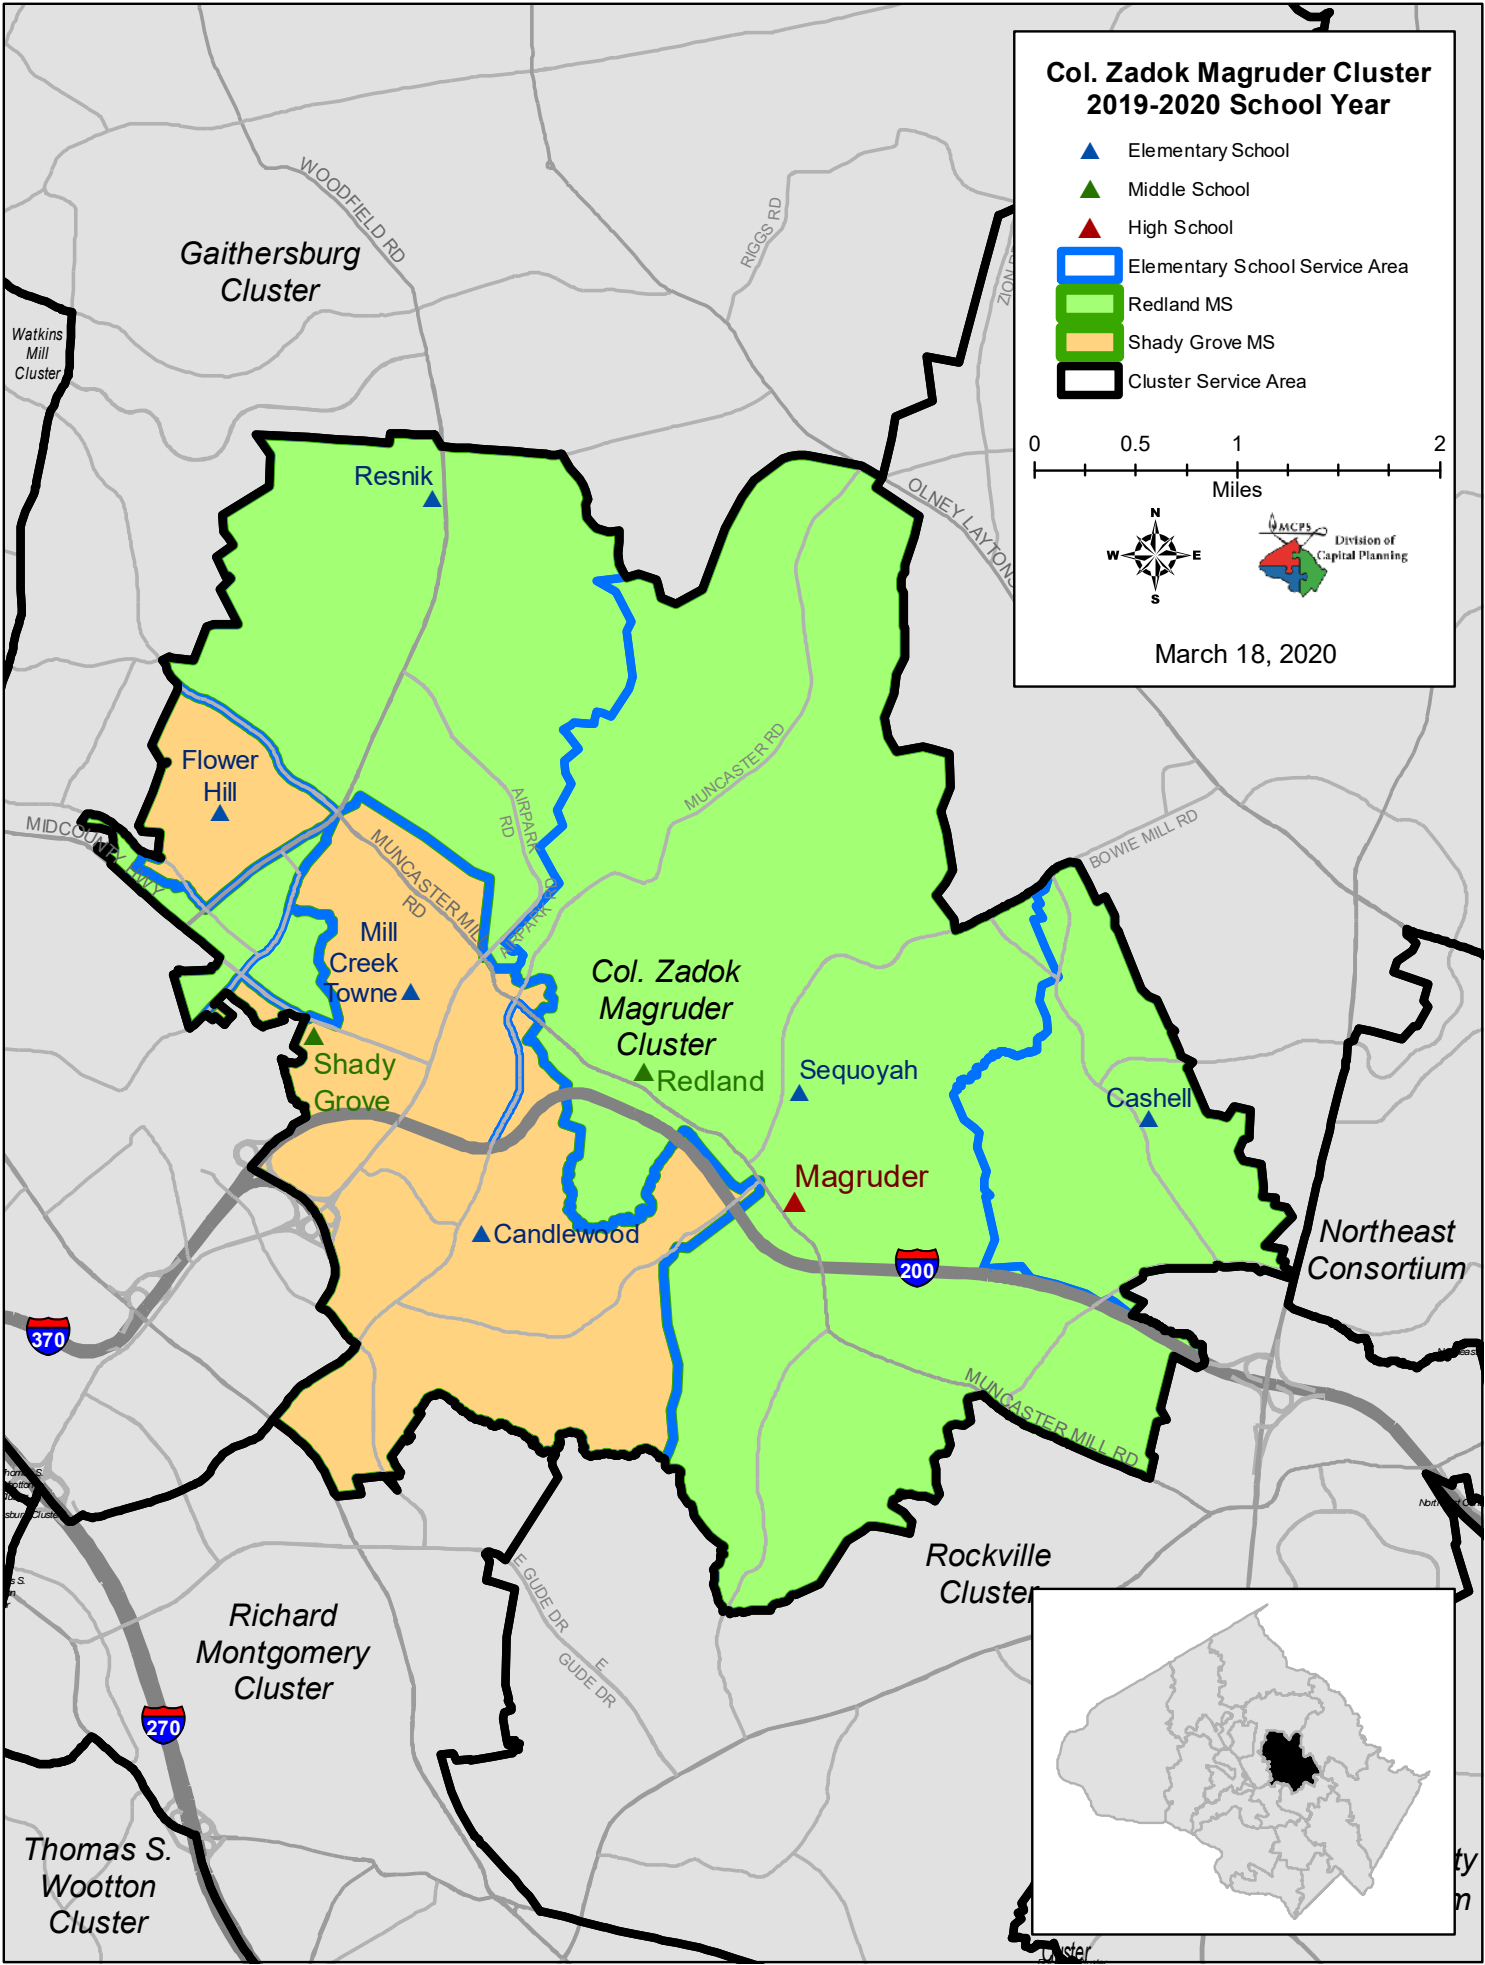 Col. Zadok Magruder Cluster
2019-2020 School Year
Elementary School
Middle School
High School
Elementary School Service Area
Redland MS
Shady Grove MS
Cluster Service Area
0 0.5 1 2
Miles
N
W E
S
MCPS
Division of
Capital Planning
March 18, 2020
WOODFIELD RD
RIGGS RD
Gaithersburg
Cluster
Watkins
Mill
Cluster
Resnik
OLNEY LAYTONS
MUNCASTER RD
Flower
Hill
AIRPARK
RD
MIDCOUNTY HWY
MUNCASTER MIL
RD
BOWIE MILL RD
AIRPARK RD
Mill
Creek
Towne
Col. Zadok
Magruder
Cluster
Shady
Grove
Redland
Sequoyah
Cashell
Magruder
Candlewood
200
370
Northeast
Consortium
MUNCASTER MILL RD
Rockville
Cluster
E GUDE DR
E
GUDE DR
Richard
Montgomery
Cluster
270
Thomas S.
Wootton
Cluster
ty
m